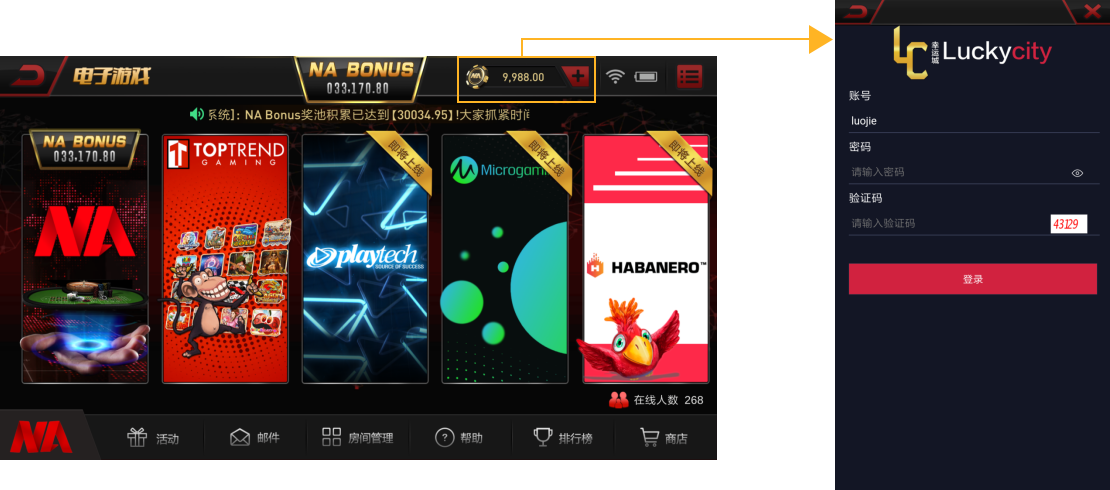 电子游戏
NA BONUS
033,170.80
NA
9,988.00
系统】：NA Bonus奖池积累已达到【30034.95】!大家抓紧时间
NA BONUS
033,170.80
NA
TOPTREND
GAMING
即将上线
playtech
SOURCE OF SUCCESS
即将上线
Microgam
即将上线
HABANERO™
在线人数 268
NA
活动
邮件
房间管理
帮助
排行榜
商店
LC
幸运城
Luckycity
账号
luojie
密码
请输入密码
验证码
请输入验证码
43129
登录